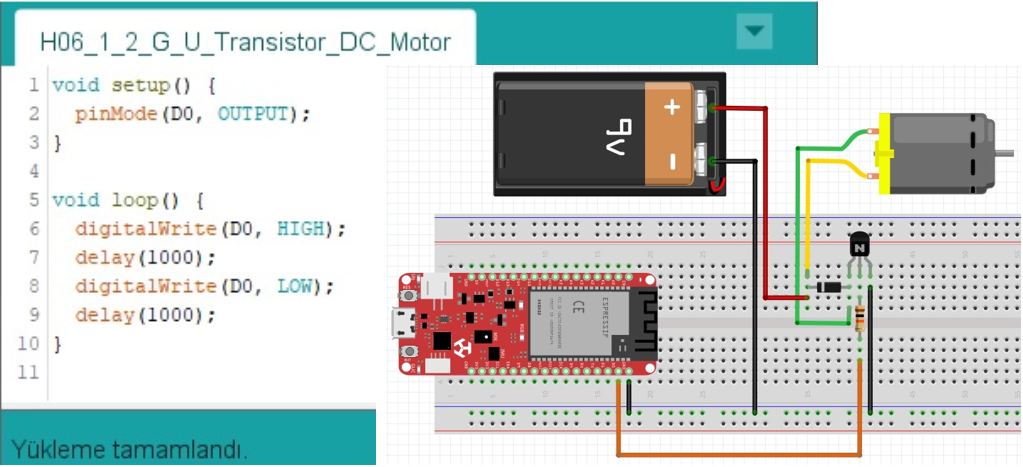 H06_1_2_G_U_Transistor_DC_Motor
1 void setup() {
2 pinMode(D0, OUTPUT);
3 }
4
5 void loop() {
6 digitalWrite(D0, HIGH);
7 delay(1000);
8 digitalWrite(D0, LOW);
9 delay(1000);
10 }
11
Yükleme tamamlandı.
+
9v
-
N
CE
ESPRESSIF